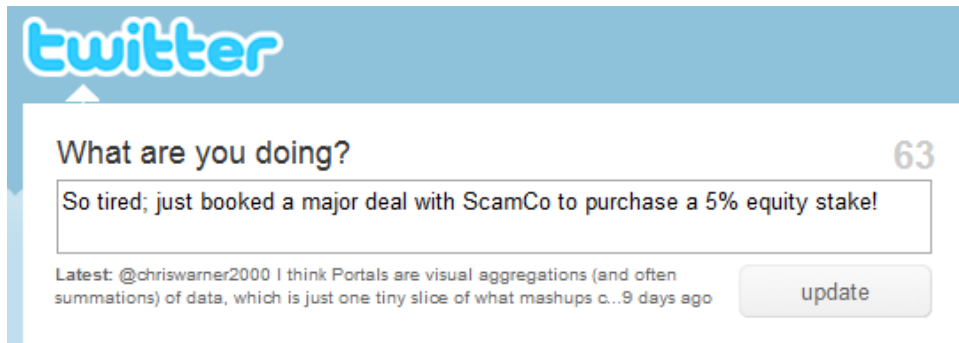 twitter
What are you doing?
63
So tired; just booked a major deal with ScamCo to purchase a 5% equity stake!
Latest: @chriswarner2000 I think Portals are visual aggregations (and often
summations) of data, which is just one tiny slice of what mashups c...9 days ago
update